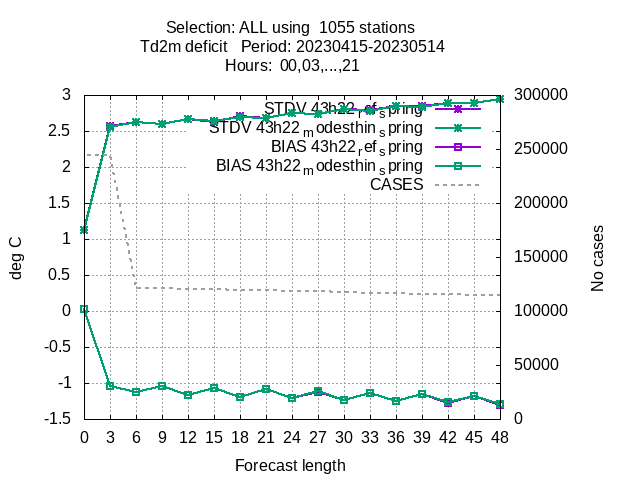 Selection: ALL using 1055 stations
Td2m deficit Period: 20230415-20230514
Hours: 00,03,...,21
3 300000
STDV 43h22_ref_spring
2.5 STDV 43h22_modesthin_spring
BIAS 43h22_ref_spring 250000
2 BIAS 43h22_modesthin_spring
CASES
1.5 200000
1
150000
0.5
0 100000
-0.5
50000
-1
-1.5 0
deg C
No cases
0 3 6 9 12 15 18 21 24 27 30 33 36 39 42 45 48
Forecast length